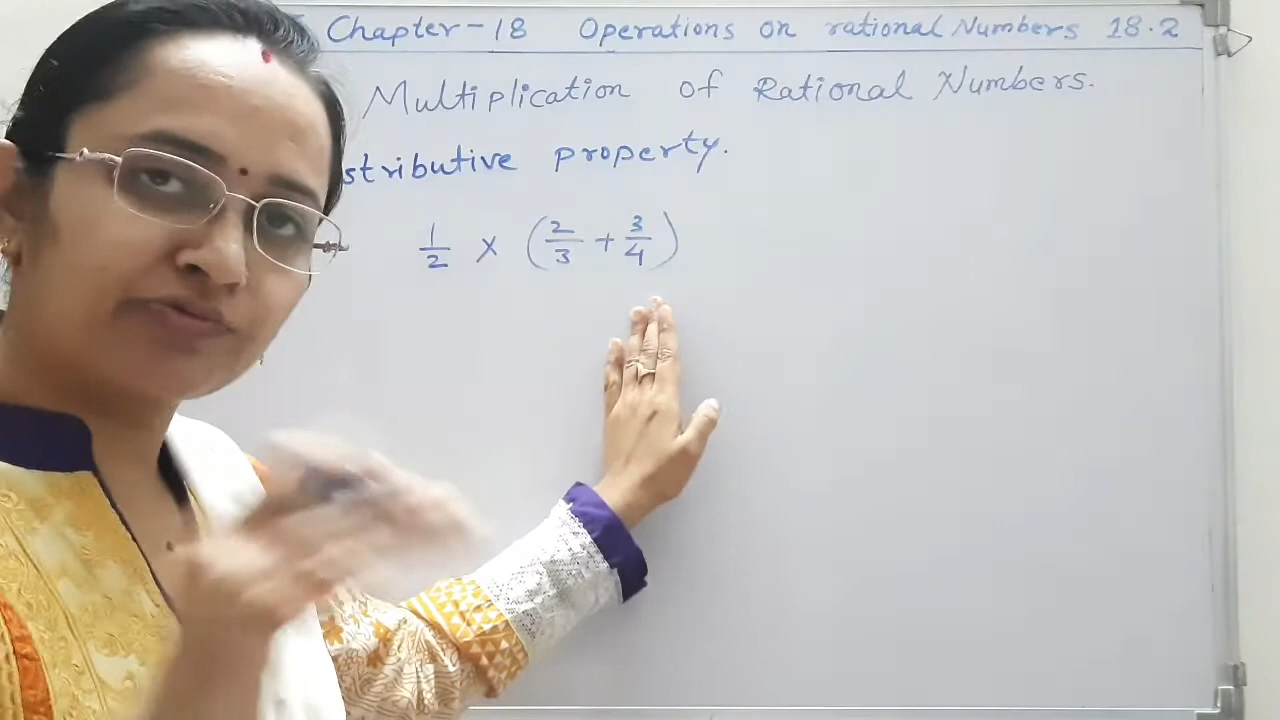 Chapter-18 Operations on rational Numbers 18.2
Multiplication of Rational Numbers.
stributive property.
1/2 × (2/3 + 3/4)